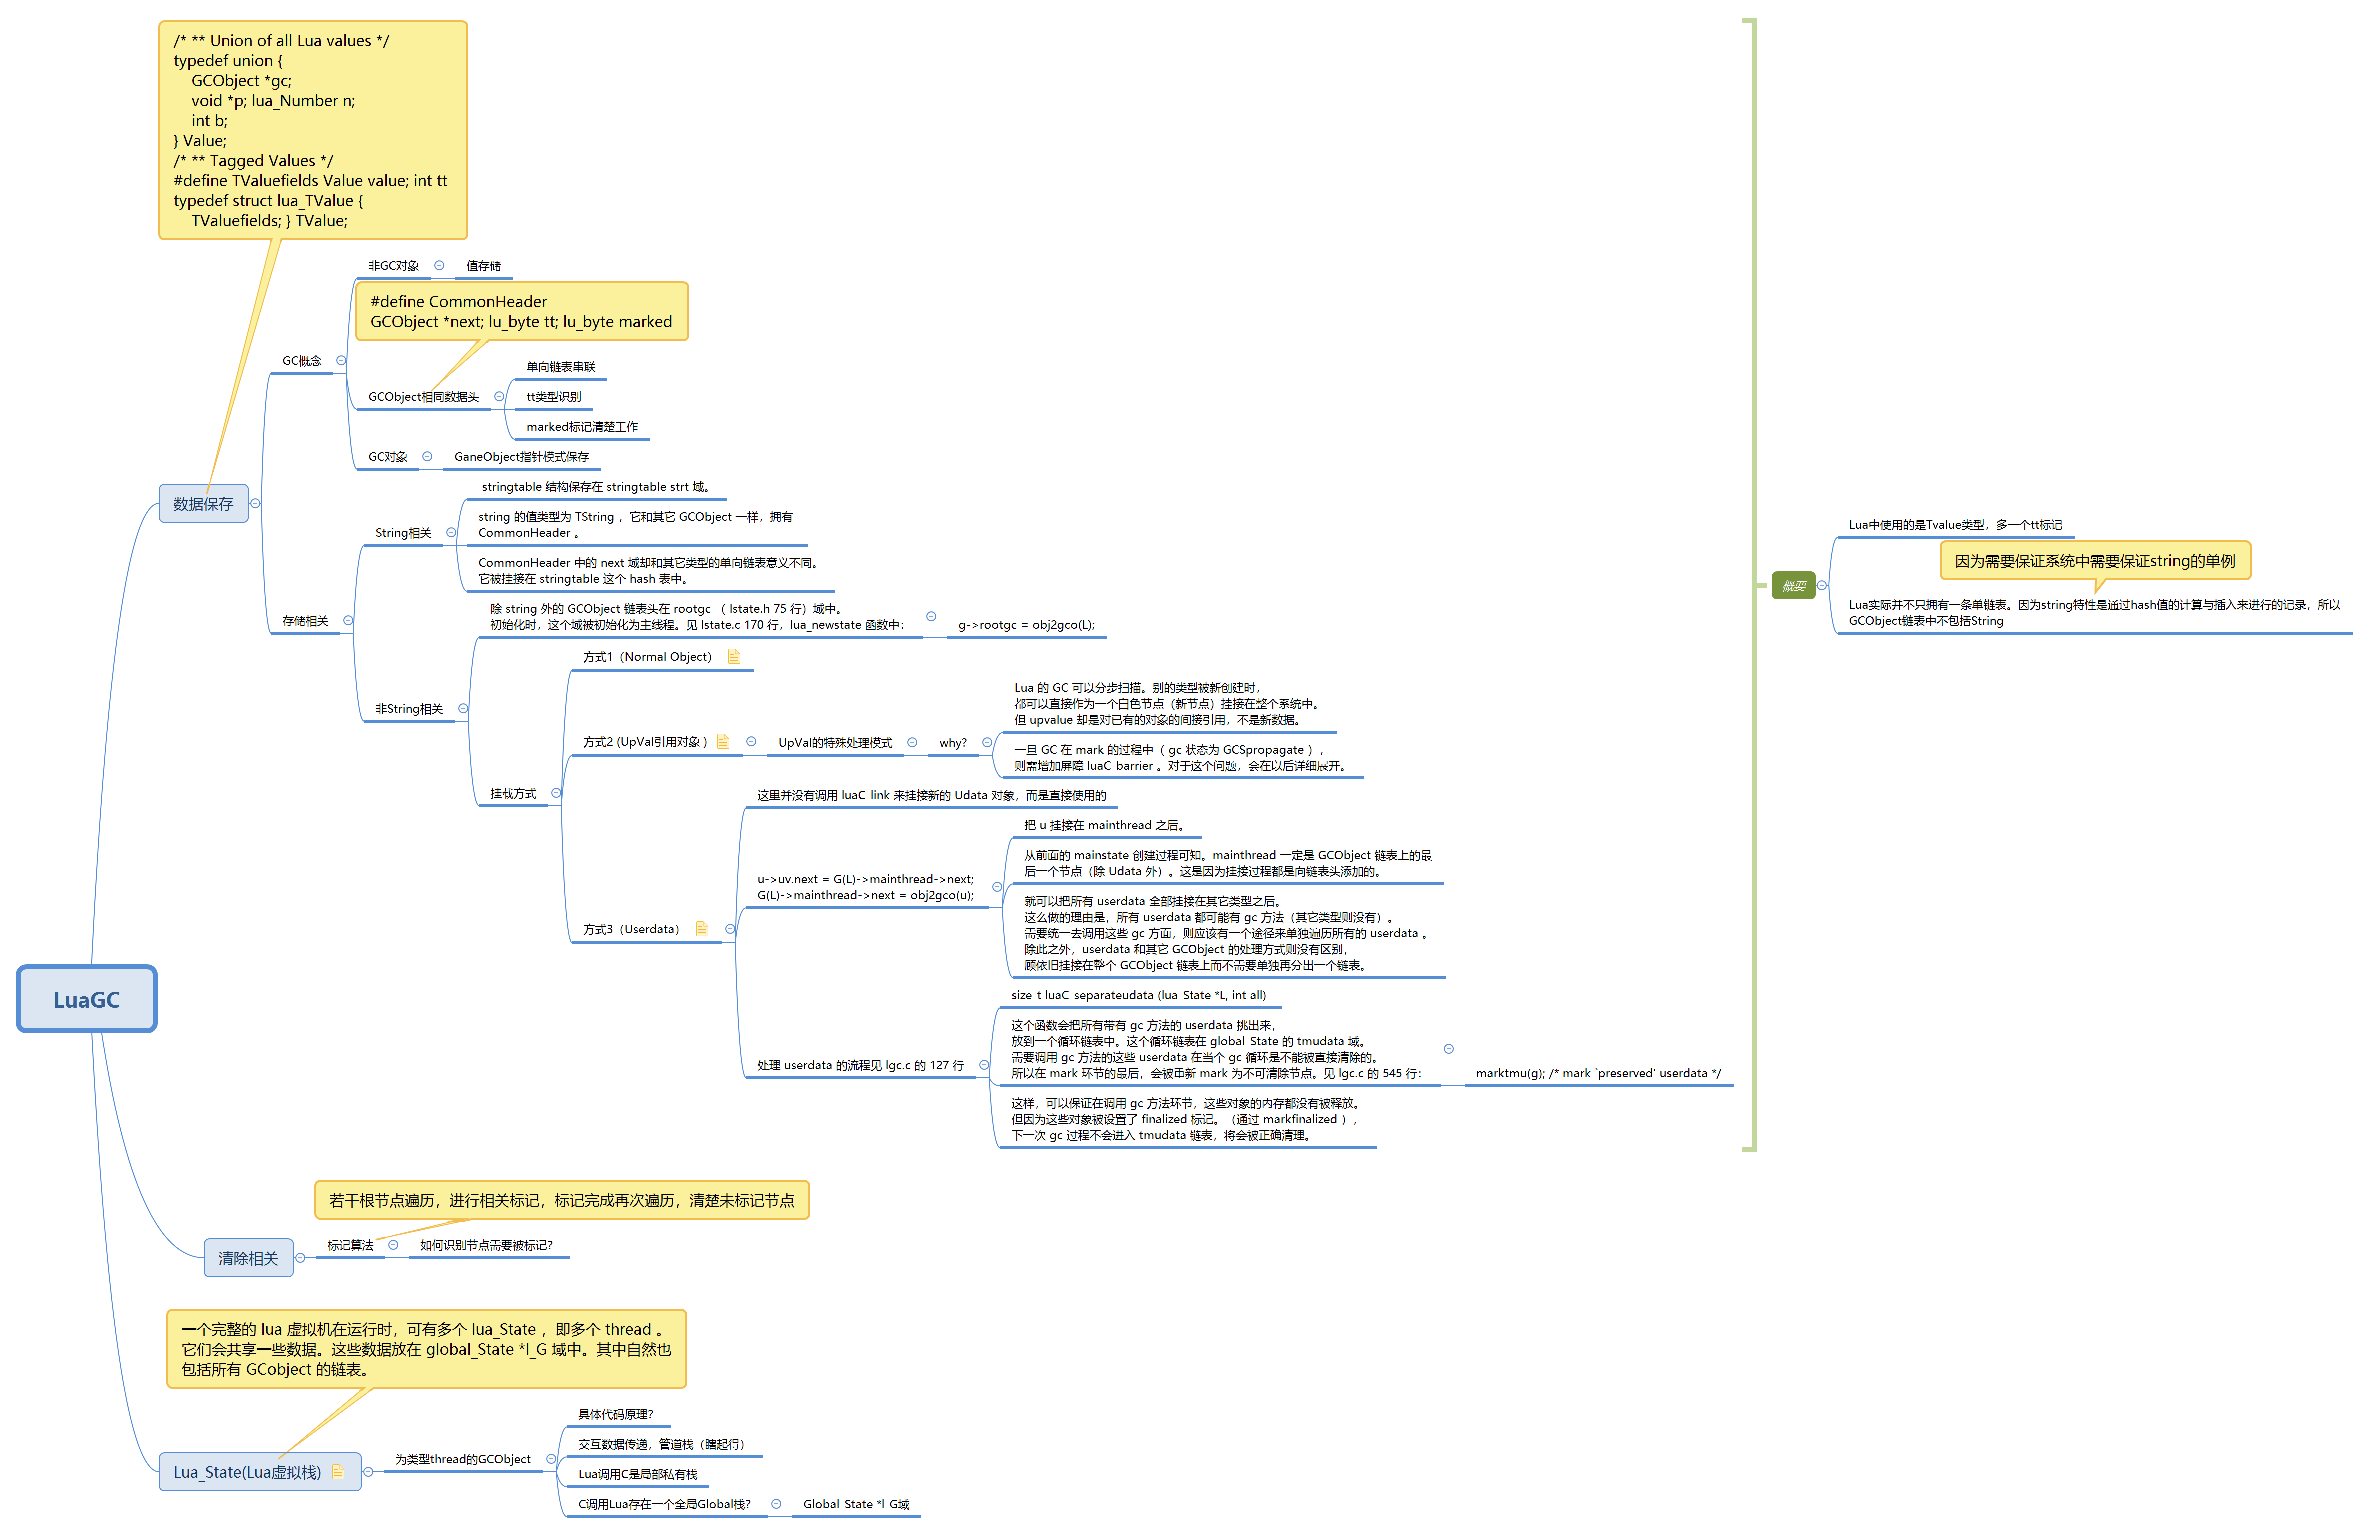 /* ** Union of all Lua values */
typedef union {
GCObject *gc;
void *p; lua_Number n;
int b;
} Value;
/* ** Tagged Values */
#define TValuefields Value value; int tt
typedef struct lua_TValue {
TValuefields; } TValue;
非GC对象
值存储
#define CommonHeader
GCObject *next; lu_byte tt; lu_byte marked
GC概念
单向链表串联
GCObject相同数据头
tt类型识别
marked标记清楚工作
GC对象
GaneObject指针模式保存
数据保存
stringtable 结构保存在 stringtable strt 域。
String相关
string 的值类型为 TString ，它和其它 GCObject 一样，拥有
CommonHeader 。
CommonHeader 中的 next 域却和其它类型的单向链表意义不同。
它被挂接在 stringtable 这个 hash 表中。
存储相关
除 string 外的 GCObject 链表头在 rootgc （ lstate.h 75 行）域中。
初始化时，这个域被初始化为主线程。见 lstate.c 170 行，lua_newstate 函数中：
g->rootgc = obj2gco(L);
非String相关
方式1（Normal Object）
Lua 的 GC 可以分步扫描。别的类型被新创建时，
都可以直接作为一个白色节点（新节点）挂接在整个系统中。
但 upvalue 却是对已有的对象的间接引用，不是新数据。
方式2 (UpVal引用对象 )
UpVal的特殊处理模式
why?
一旦 GC 在 mark 的过程中（ gc 状态为 GCSpropagate ），
则需增加屏障 luaC_barrier 。对于这个问题，会在以后详细展开。
挂载方式
这里并没有调用 luaC_link 来挂接新的 Udata 对象，而是直接使用的
把 u 挂接在 mainthread 之后。
从前面的 mainstate 创建过程可知。mainthread 一定是 GCObject 链表上的最
后一个节点（除 Udata 外）。这是因为挂接过程都是向链表头添加的。
u->uv.next = G(L)->mainthread->next;
G(L)->mainthread->next = obj2gco(u);
就可以把所有 userdata 全部挂接在其它类型之后。
这么做的理由是，所有 userdata 都可能有 gc 方法（其它类型则没有）。
需要统一去调用这些 gc 方面，则应该有一个途径来单独遍历所有的 userdata 。
除此之外，userdata 和其它 GCObject 的处理方式则没有区别，
顾依旧挂接在整个 GCObject 链表上而不需要单独再分出一个链表。
方式3（Userdata）
size_t luaC_separateudata (lua_State *L, int all)
这个函数会把所有带有 gc 方法的 userdata 挑出来，
放到一个循环链表中。这个循环链表在 global_State 的 tmudata 域。
需要调用 gc 方法的这些 userdata 在当个 gc 循环是不能被直接清除的。
所以在 mark 环节的最后，会被重新 mark 为不可清除节点。见 lgc.c 的 545 行：
marktmu(g); /* mark `preserved' userdata */
处理 userdata 的流程见 lgc.c 的 127 行
这样，可以保证在调用 gc 方法环节，这些对象的内存都没有被释放。
但因为这些对象被设置了 finalized 标记。（通过 markfinalized ），
下一次 gc 过程不会进入 tmudata 链表，将会被正确清理。
概要
Lua中使用的是Tvalue类型，多一个tt标记
因为需要保证系统中需要保证string的单例
Lua实际并不只拥有一条单链表。因为string特性是通过hash值的计算与插入来进行的记录，所以
GCObject链表中不包括String
LuaGC
若干根节点遍历，进行相关标记，标记完成再次遍历，清楚未标记节点
清除相关
标记算法
如何识别节点需要被标记?
一个完整的 lua 虚拟机在运行时，可有多个 lua_State ，即多个 thread 。
它们会共享一些数据。这些数据放在 global_State *l_G 域中。其中自然也
包括所有 GCobject 的链表。
具体代码原理?
交互数据传递，管道栈（瞎起行）
Lua_State(Lua虚拟栈)
为类型thread的GCObject
Lua调用C是局部私有栈
C调用Lua存在一个全局Global栈?
Global_State *l_G域